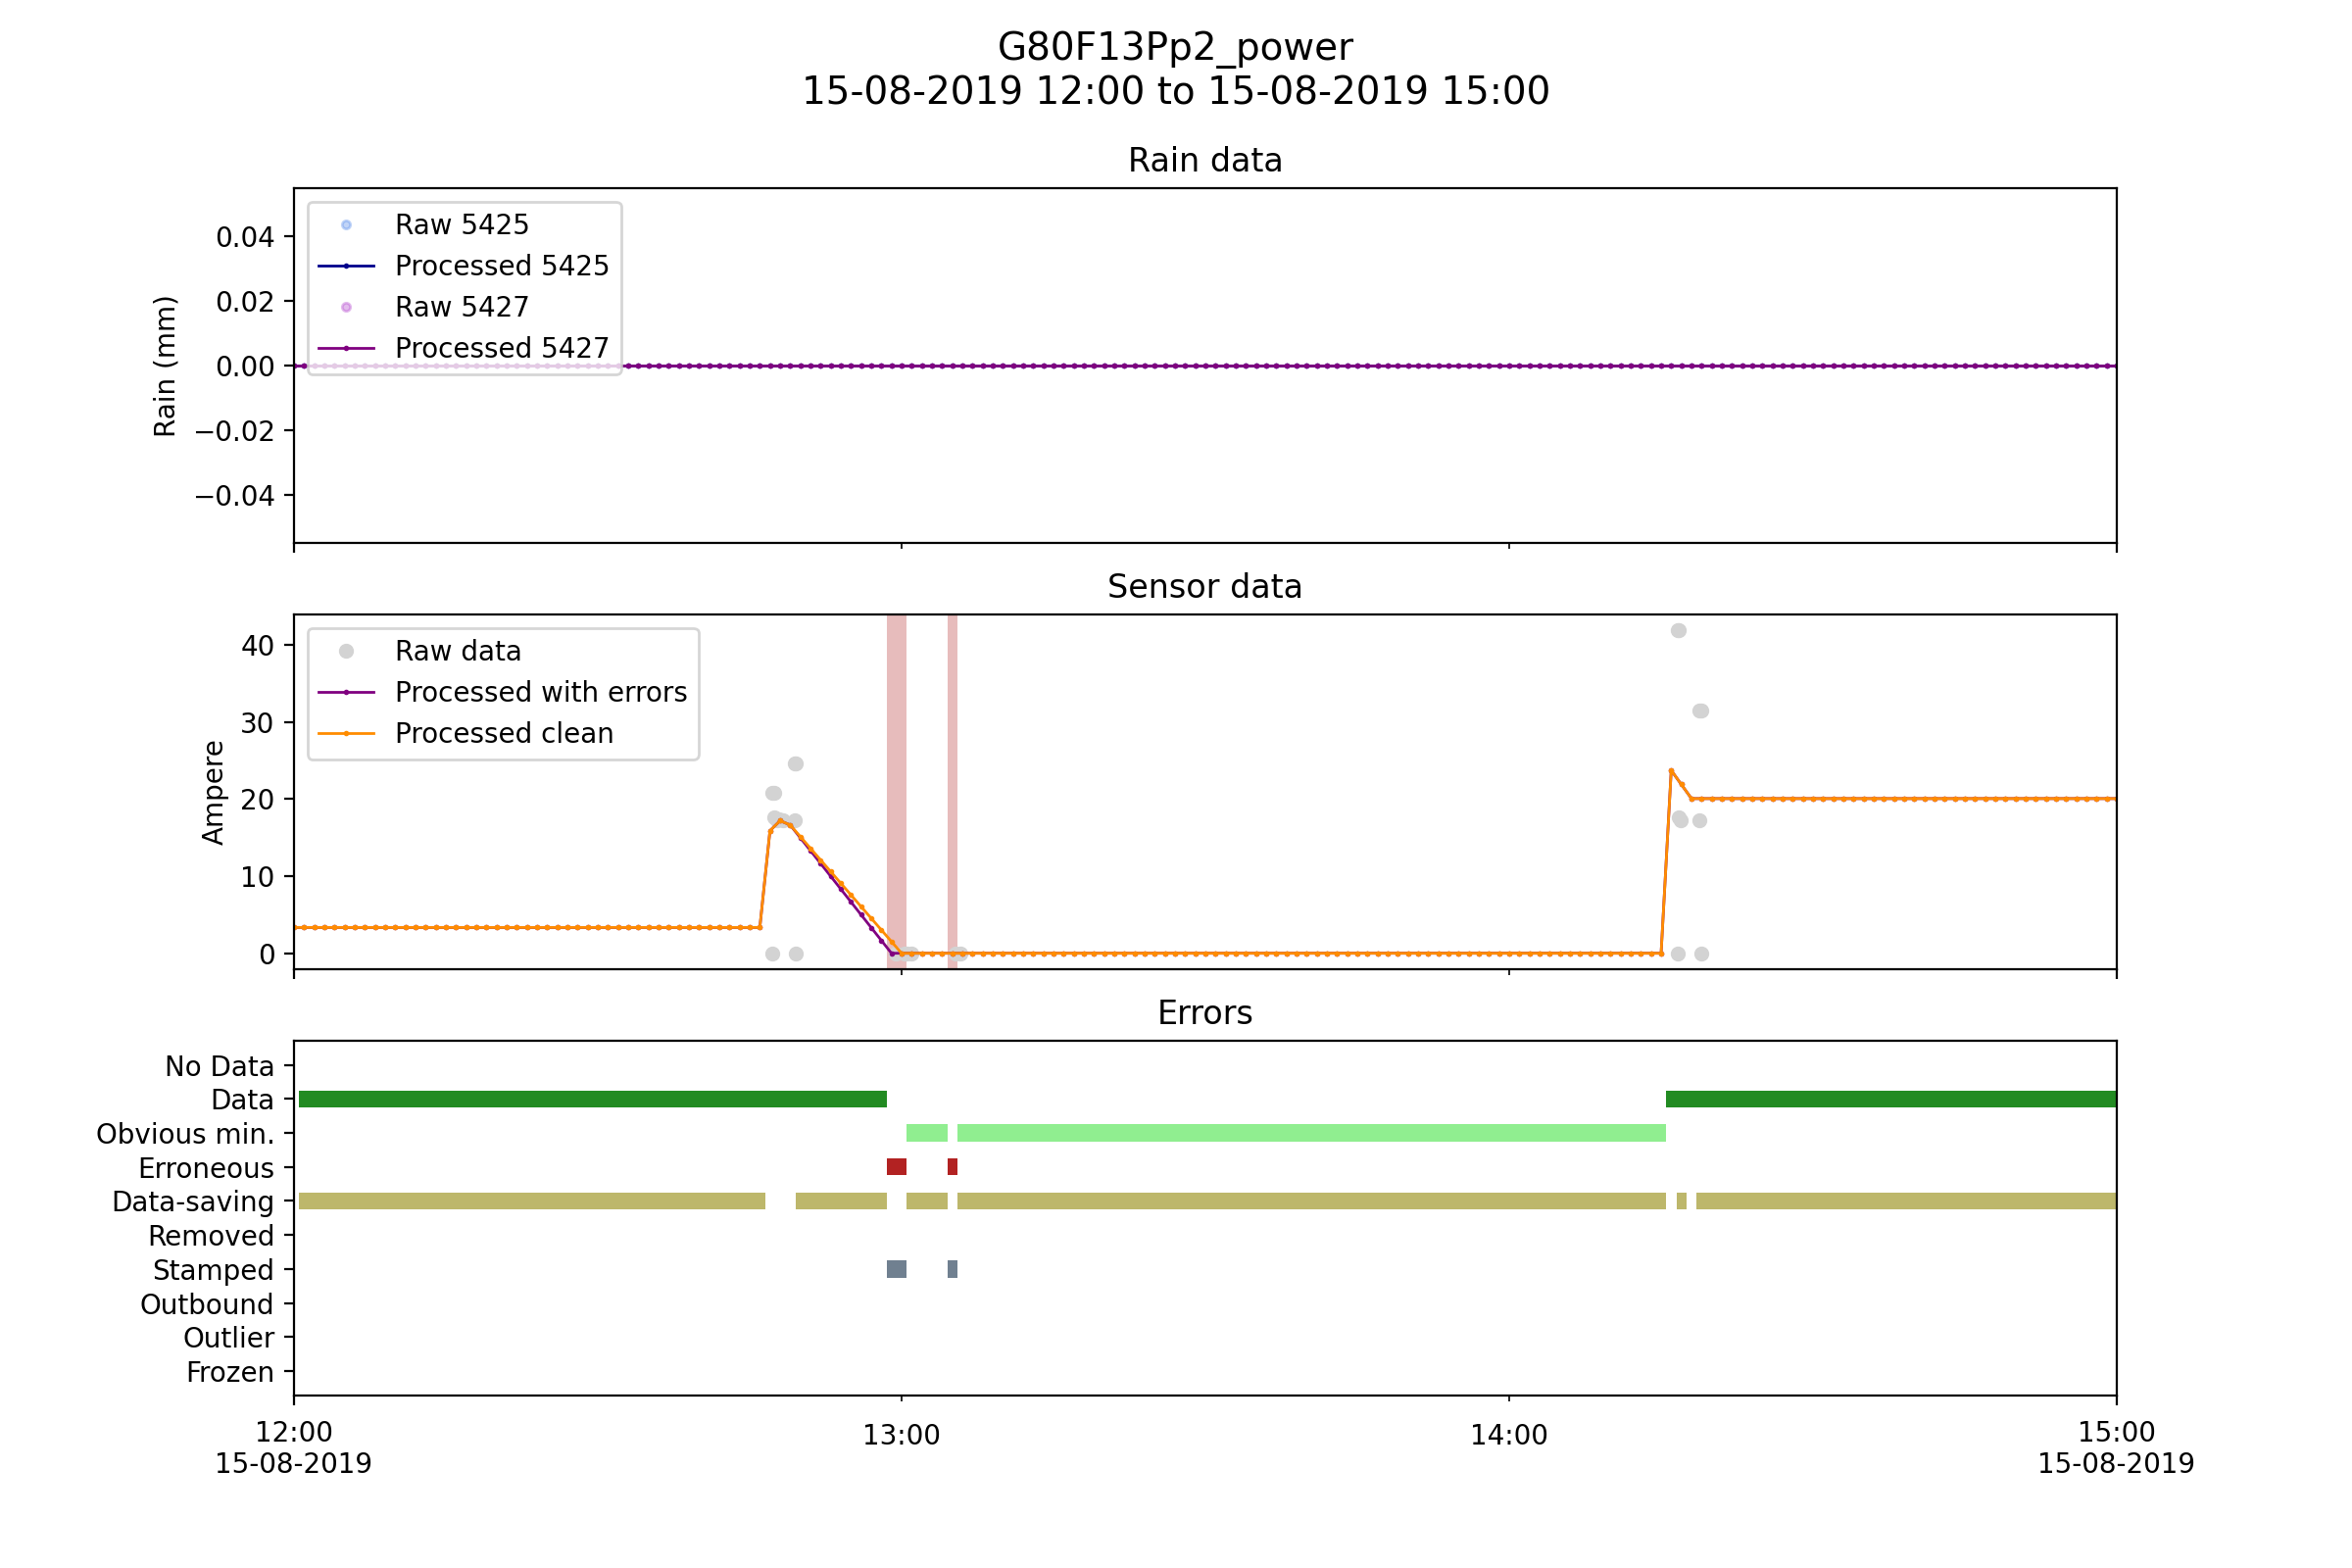 G80F13Pp2_power
15-08-2019 12:00 to 15-08-2019 15:00
Rain data
Rain (mm)
0.04
0.02
0.00
−0.02
−0.04
Raw 5425
Processed 5425
Raw 5427
Processed 5427
Sensor data
Ampere
40
30
20
10
0
Raw data
Processed with errors
Processed clean
Errors
No Data
Data
Obvious min.
Erroneous
Data-saving
Removed
Stamped
Outbound
Outlier
Frozen
12:00
15-08-2019
13:00
14:00
15:00
15-08-2019